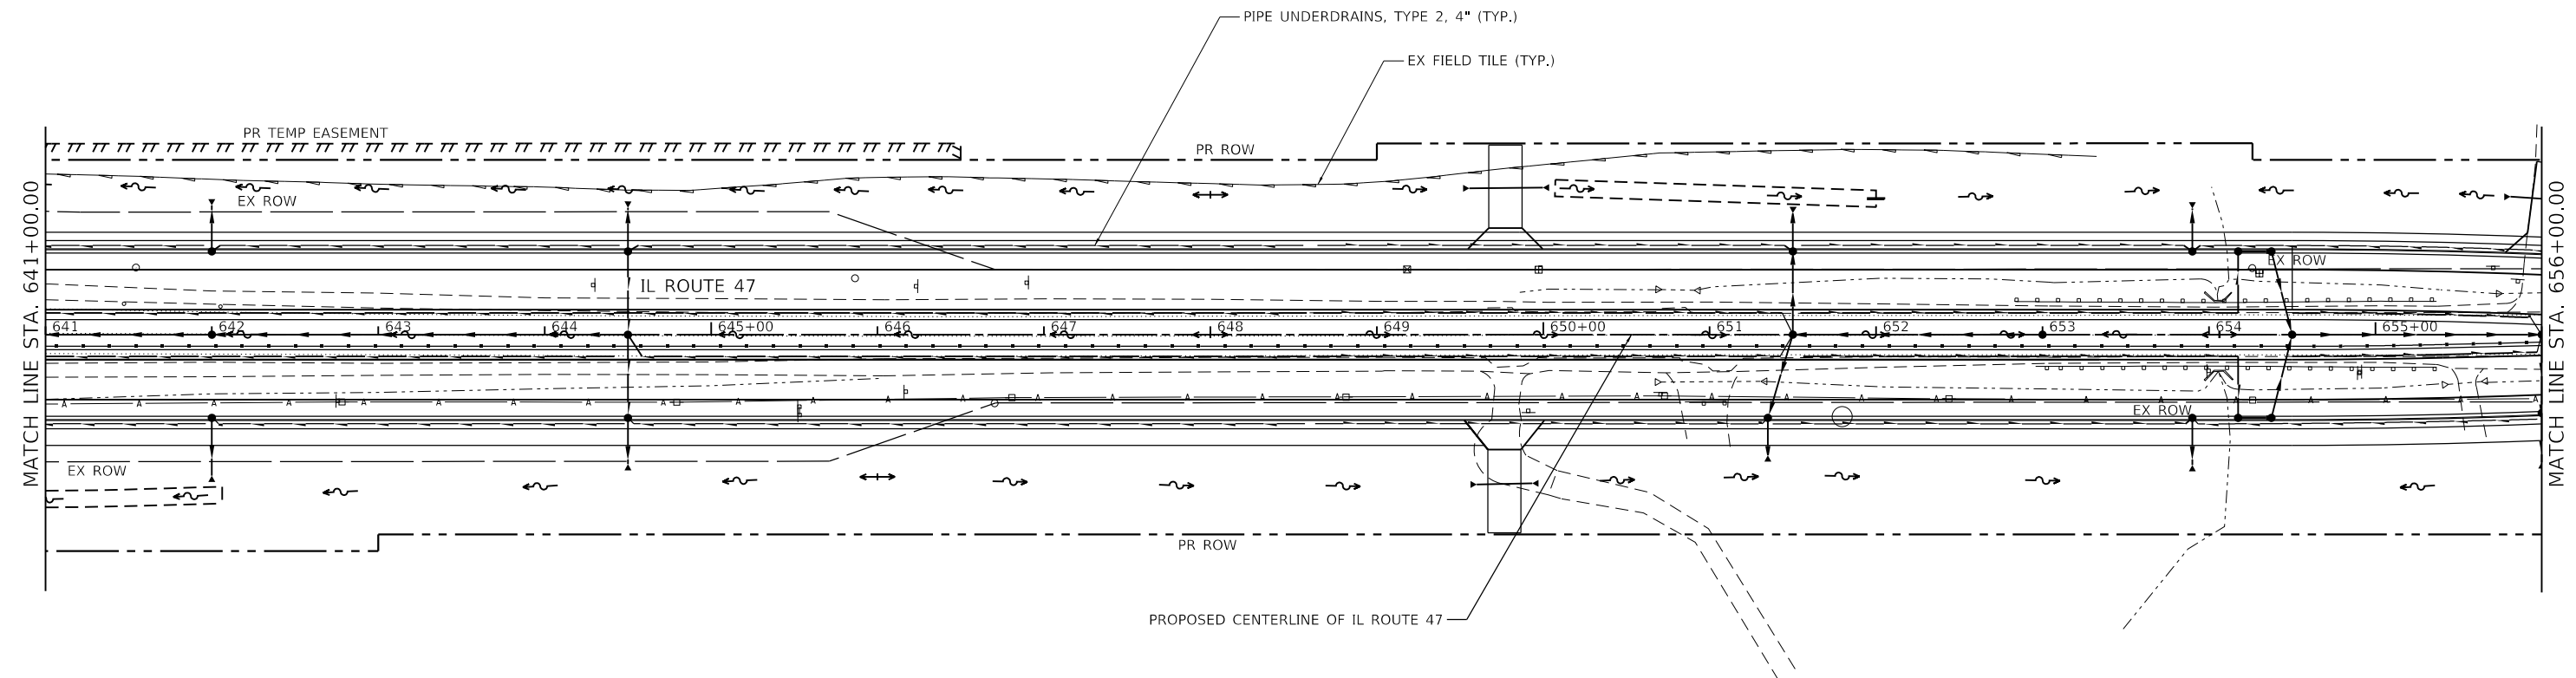 PIPE UNDERDRAINS, TYPE 2, 4" (TYP.)
EX FIELD TILE (TYP.)
PR TEMP EASEMENT
PR ROW
EX ROW
EX ROW
IL ROUTE 47
641 642 643 644 645+00 646 647 648 649 650+00 651 652 653 654 655+00
EX ROW
EX ROW
PR ROW
PROPOSED CENTERLINE OF IL ROUTE 47
MATCH LINE STA. 641+00.00
MATCH LINE STA. 656+00.00